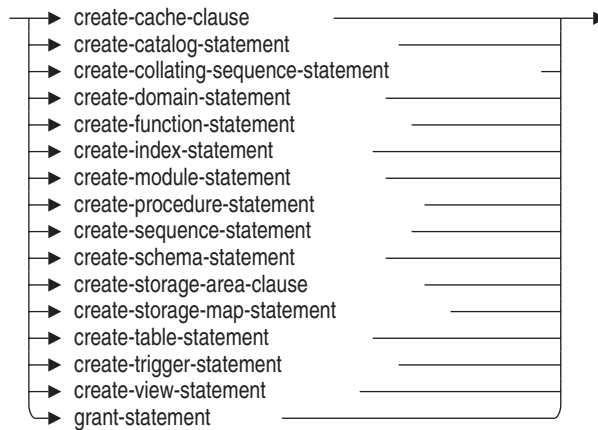 create-cache-clause
create-catalog-statement
create-collating-sequence-statement
create-domain-statement
create-function-statement
create-index-statement
create-module-statement
create-procedure-statement
create-sequence-statement
create-schema-statement
create-storage-area-clause
create-storage-map-statement
create-table-statement
create-trigger-statement
create-view-statement
grant-statement